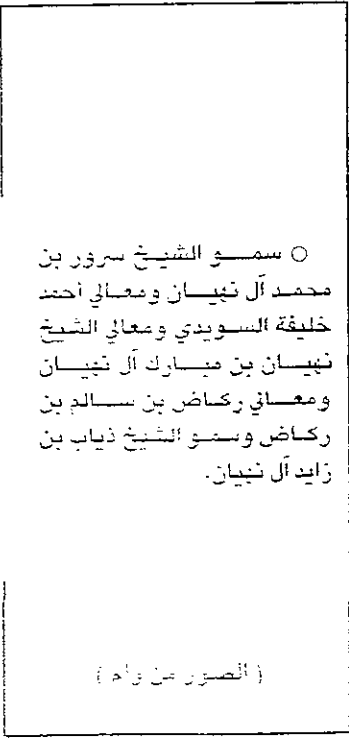 ○ سمو الشيخ سرور بن
محمد آل نهيان ومعالي أحمد
خليفة السويدي ومعالي الشيخ
نهيان بن مبارك آل نهيان
ومعالي ركاض بن سالم بن
ركاض وسمو الشيخ ذياب بن
زايد آل نهيان.
( الصور من وام )